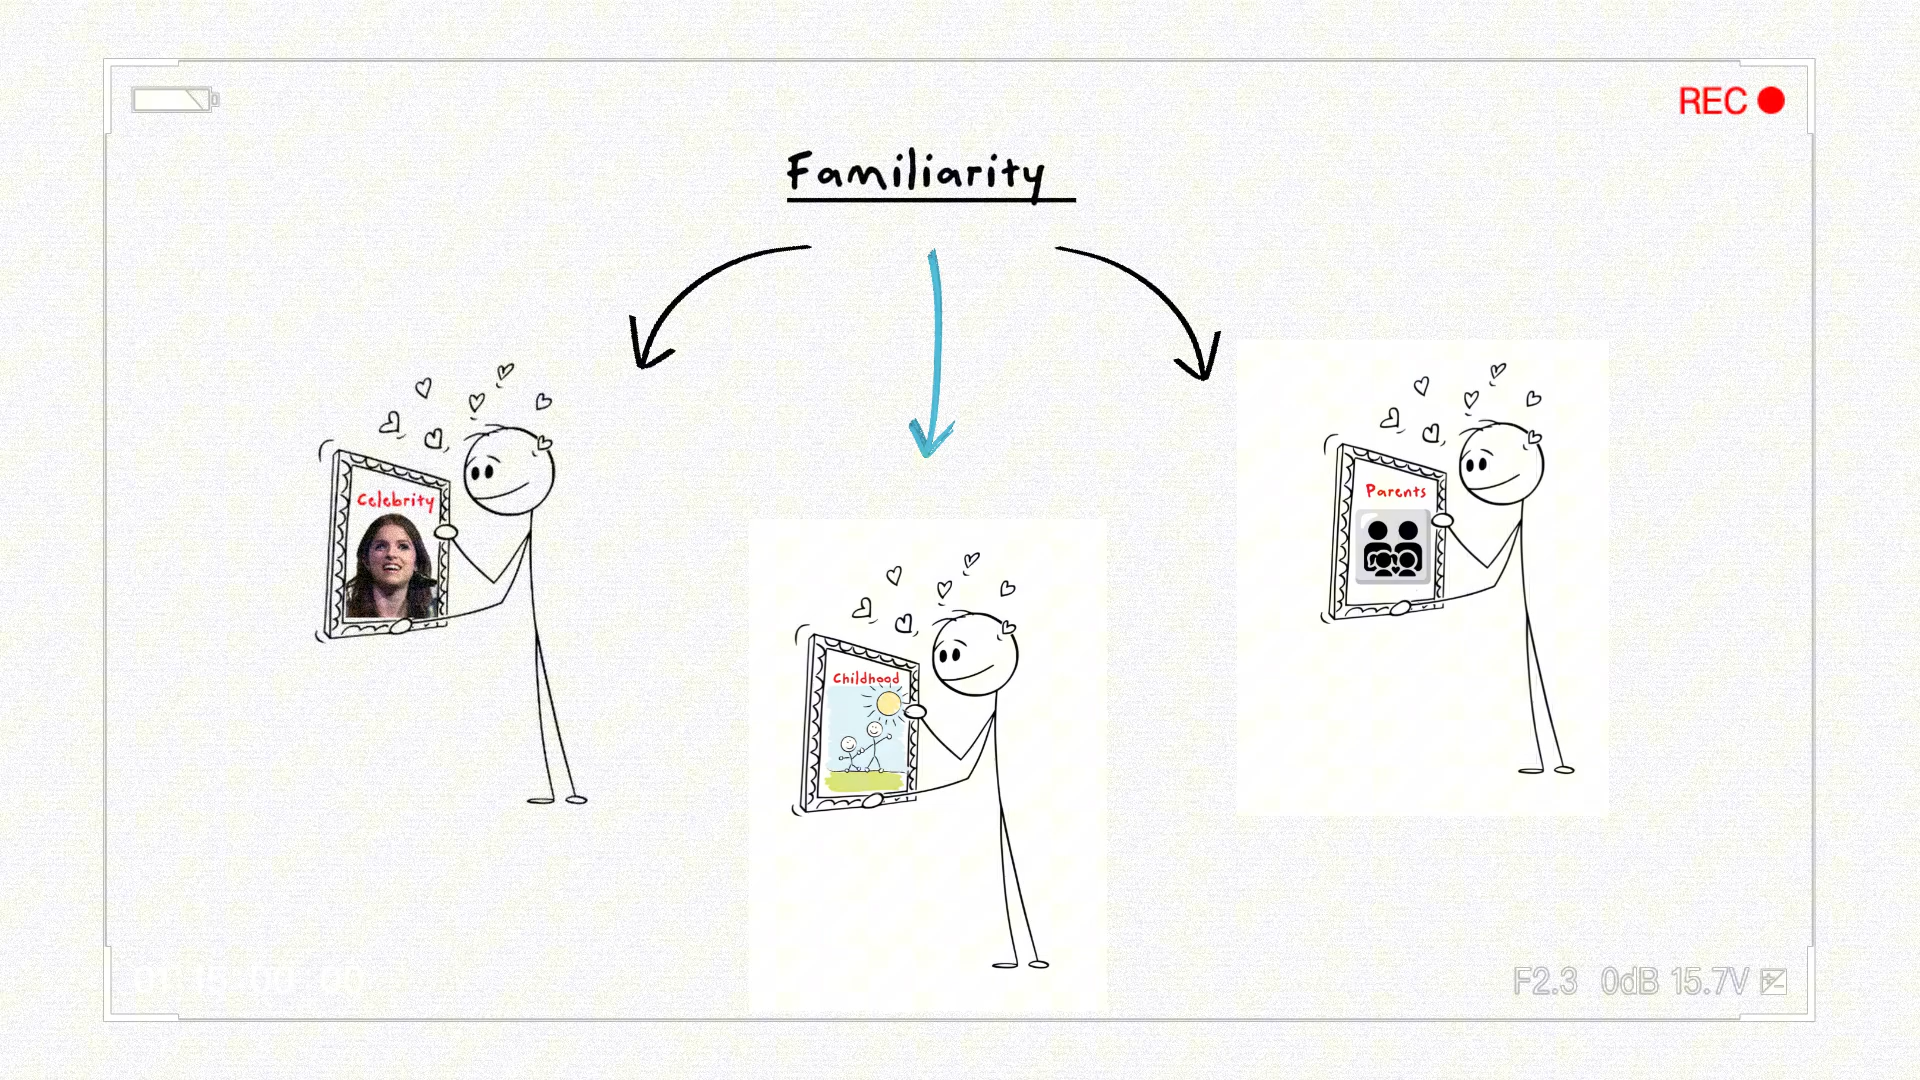 REC
Familiarity
Celebrity
Parents
Childhood
F2.3 0dB 15.7V